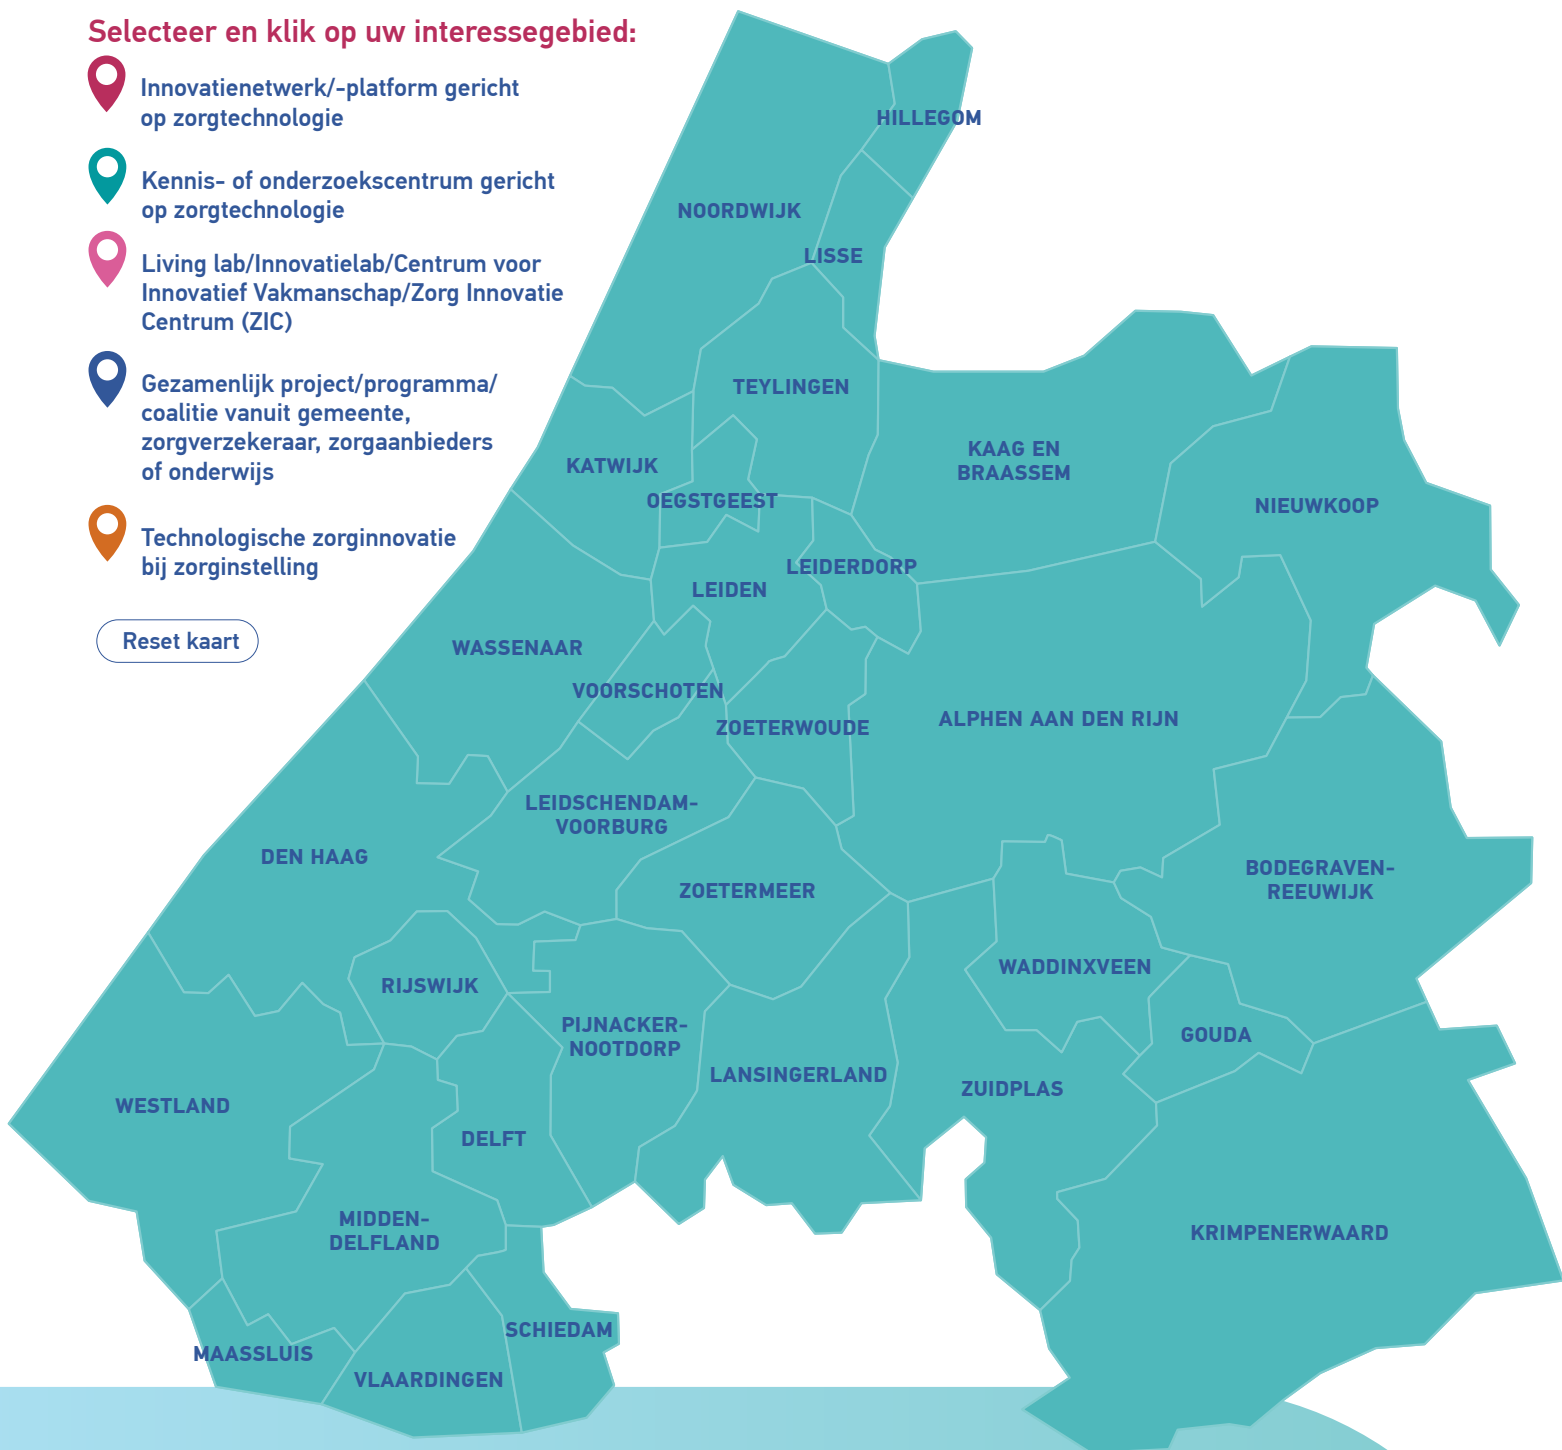 Selecteer en klik op uw interessegebied:
Innovatienetwerk/-platform gericht
op zorgtechnologie
Kennis- of onderzoekscentrum gericht
op zorgtechnologie
Living lab/Innovatielab/Centrum voor
Innovatief Vakmanschap/Zorg Innovatie
Centrum (ZIC)
Gezamenlijk project/programma/
coalitie vanuit gemeente,
zorgverzekeraar, zorgaanbieders
of onderwijs
Technologische zorginnovatie
bij zorginstelling
Reset kaart
HILLEGOM
NOORDWIJK
LISSE
TEYLINGEN
KATWIJK
KAAG EN
BRAASSEM
OEGSTGEEST
NIEUWKOOP
LEIDERDORP
LEIDEN
WASSENAAR
VOORSCHOTEN
ZOETERWOUDE
ALPHEN AAN DEN RIJN
LEIDSCHENDAM-
VOORBURG
DEN HAAG
ZOETERMEER
BODEGRAVEN-
REEUWIJK
RIJSWIJK
WADDINXVEEN
PIJNACKER-
NOOTDORP
GOUDA
LANSINGERLAND
ZUIDPLAS
WESTLAND
DELFT
MIDDEN-
DELFLAND
KRIMPENERWAARD
SCHIEDAM
MAASSLUIS
VLAARDINGEN